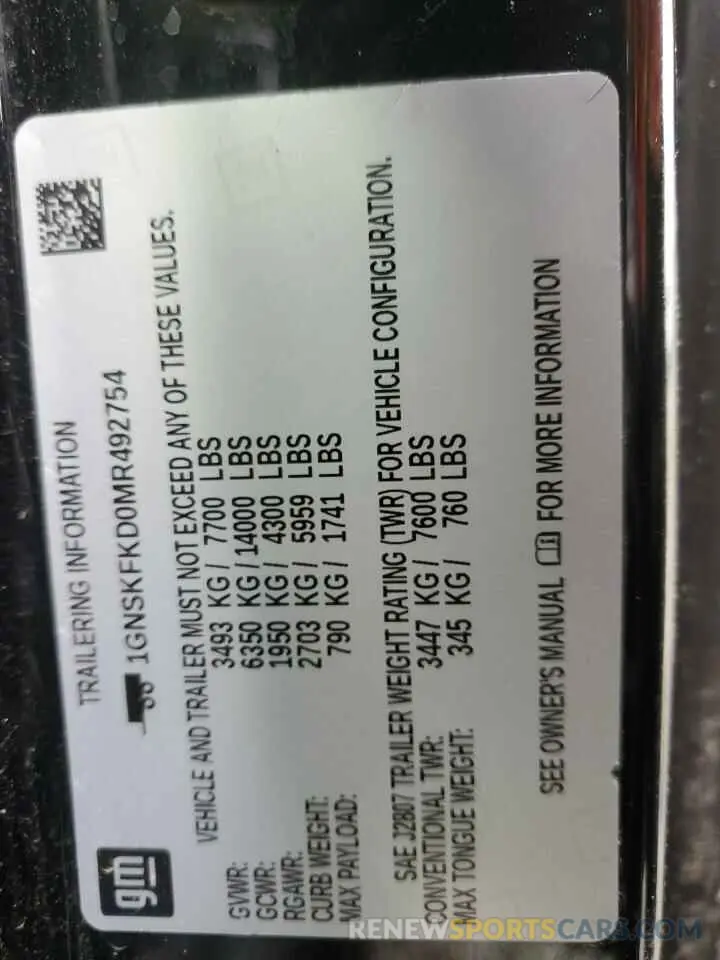 gm
TRAILERING INFORMATION
1GNSKFKD0MR492754
VEHICLE AND TRAILER MUST NOT EXCEED ANY OF THESE VALUES.
GVWR: 3493 KG / 7700 LBS
GCWR: 6350 KG / 14000 LBS
RGAWR: 1950 KG / 4300 LBS
CURB WEIGHT: 2703 KG / 5959 LBS
MAX PAYLOAD: 790 KG / 1741 LBS
SAE J2807 TRAILER WEIGHT RATING (TWR) FOR VEHICLE CONFIGURATION.
CONVENTIONAL TWR: 3447 KG / 7600 LBS
MAX TONGUE WEIGHT: 345 KG / 760 LBS
SEE OWNER'S MANUAL FOR MORE INFORMATION
RENEWSPORTSCARS.COM